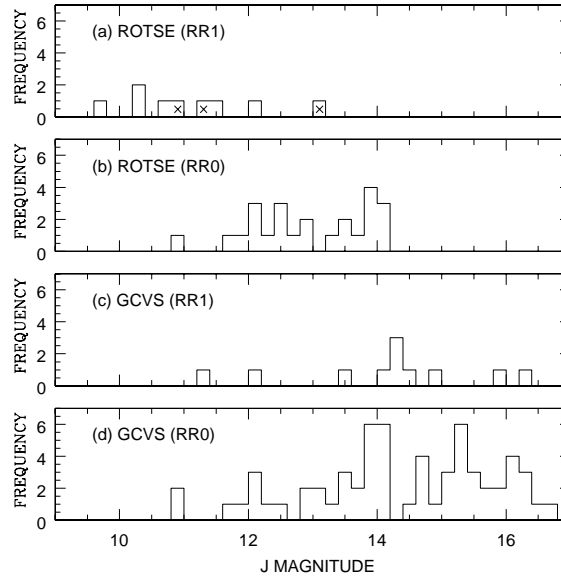 FREQUENCY
6
4
2
0
(a) ROTSE (RR1)
× × ×
FREQUENCY
6
4
2
0
(b) ROTSE (RR0)
FREQUENCY
6
4
2
0
(c) GCVS (RR1)
FREQUENCY
6
4
2
0
(d) GCVS (RR0)
10 12 14 16
J MAGNITUDE